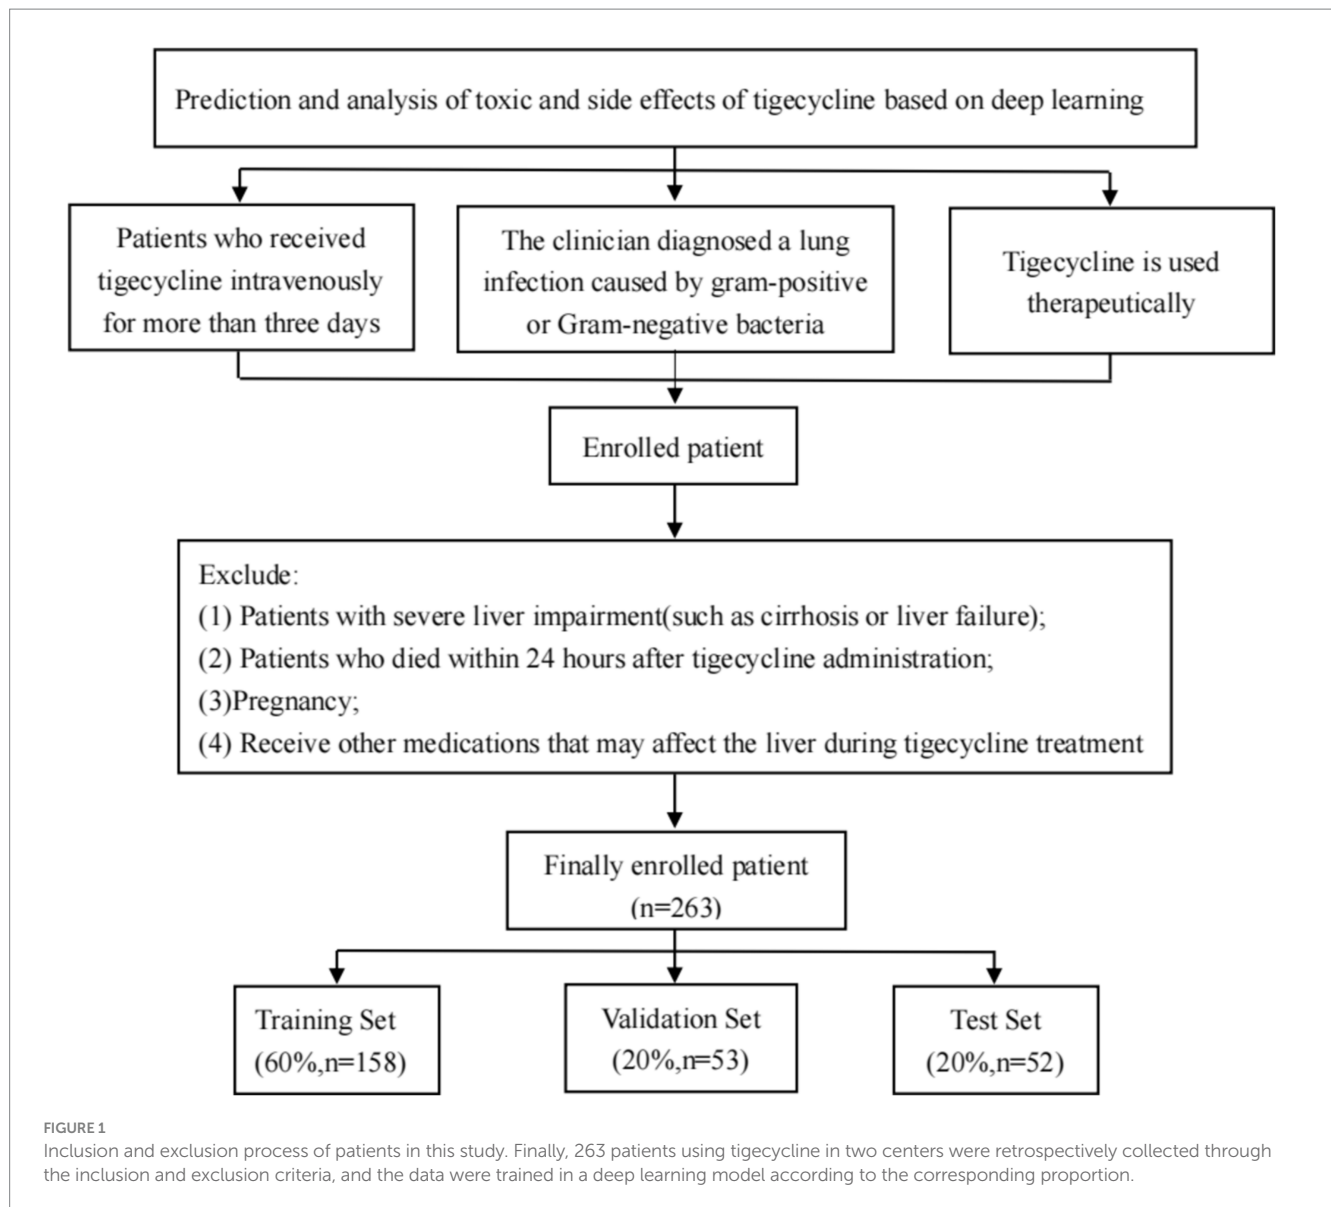 Prediction and analysis of toxic and side effects of tigecycline based on deep learning
Patients who received
tigecycline intravenously
for more than three days
The clinician diagnosed a lung
infection caused by gram-positive
or Gram-negative bacteria
Tigecycline is used
therapeutically
Enrolled patient
Exclude:
(1) Patients with severe liver impairment(such as cirrhosis or liver failure);
(2) Patients who died within 24 hours after tigecycline administration;
(3)Pregnancy;
(4) Receive other medications that may affect the liver during tigecycline treatment
Finally enrolled patient
(n=263)
Training Set
(60%,n=158)
Validation Set
(20%,n=53)
Test Set
(20%,n=52)
FIGURE 1
Inclusion and exclusion process of patients in this study. Finally, 263 patients using tigecycline in two centers were retrospectively collected through
the inclusion and exclusion criteria, and the data were trained in a deep learning model according to the corresponding proportion.